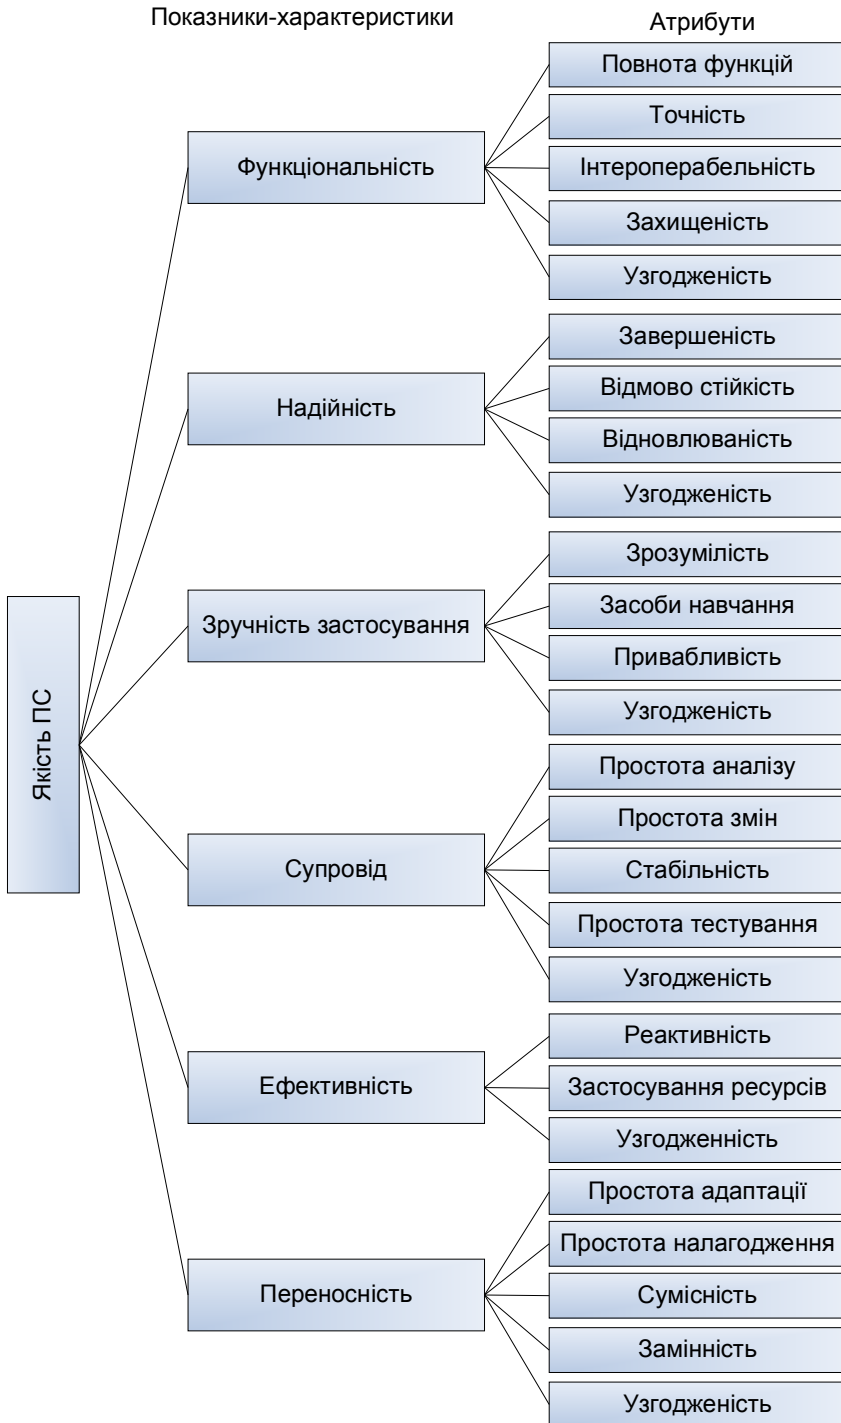 Показники-характеристики
Атрибути
Якість ПС
Функціональність
Повнота функцій
Точність
Інтероперабельність
Захищеність
Узгодженість
Надійність
Завершеність
Відмово стійкість
Відновлюваність
Узгодженість
Зручність застосування
Зрозумілість
Засоби навчання
Привабливість
Узгодженість
Супровід
Простота аналізу
Простота змін
Стабільність
Простота тестування
Узгодженість
Ефективність
Реактивність
Застосування ресурсів
Узгодженність
Переносність
Простота адаптації
Простота налагодження
Сумісність
Замінність
Узгодженість